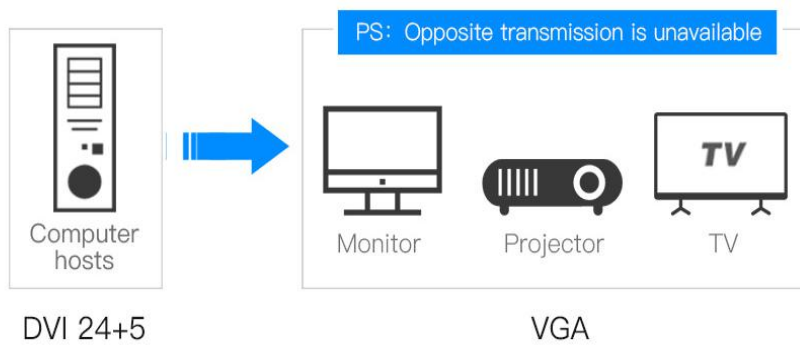 PS: Opposite transmission is unavailable
TV
Computer
hosts
Monitor
Projector
TV
DVI 24+5
VGA